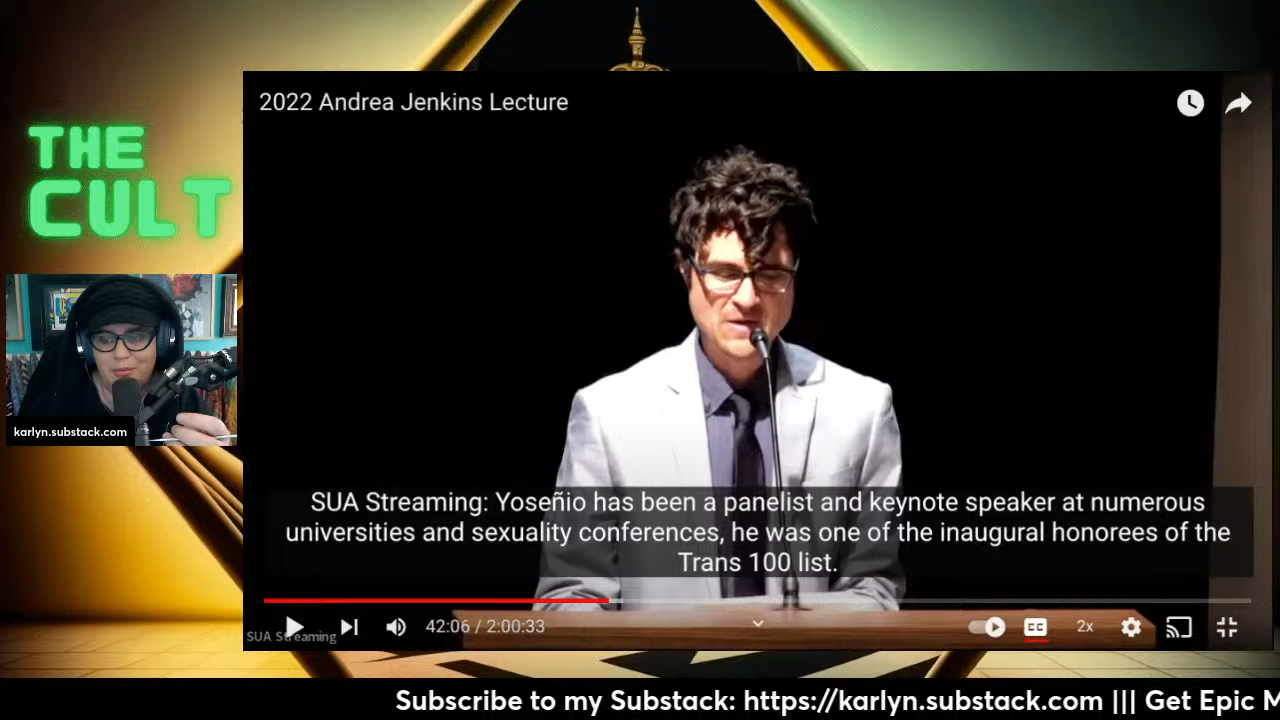 THE
CULT
karlyn.substack.com
2022 Andrea Jenkins Lecture
SUA Streaming: Yoseñio has been a panelist and keynote speaker at numerous
universities and sexuality conferences, he was one of the inaugural honorees of the
Trans 100 list.
42:06 / 2:00:33
CC
2x
SUA Streaming
Subscribe to my Substack: https://karlyn.substack.com ||| Get Epic M